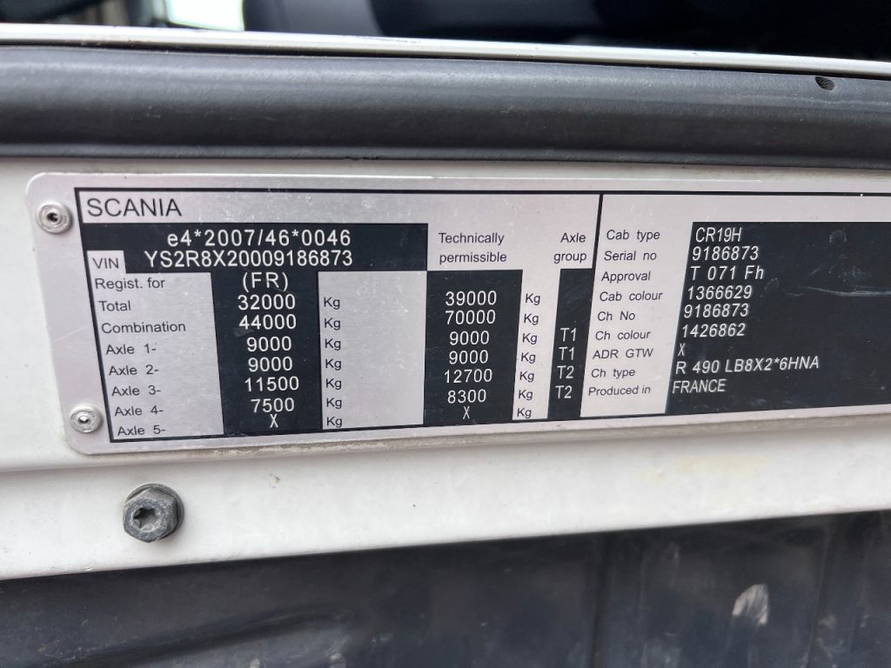 SCANIA
e4*2007/46*0046
VIN YS2R8X20009186873
Technically permissible
Axle group
Regist. for (FR)
Total 32000 Kg 39000 Kg
Combination 44000 Kg 70000 Kg
Axle 1- 9000 Kg 9000 Kg T1
Axle 2- 9000 Kg 9000 Kg T1
Axle 3- 11500 Kg 12700 Kg T2
Axle 4- 7500 Kg 8300 Kg T2
Axle 5- X Kg X Kg
Cab type CR19H
Serial no 9186873
Approval T 071 Fh
Cab colour 1366629
Ch No 9186873
Ch colour 1426862
ADR GTW X
Ch type R 490 LB8X2*6HNA
Produced in FRANCE